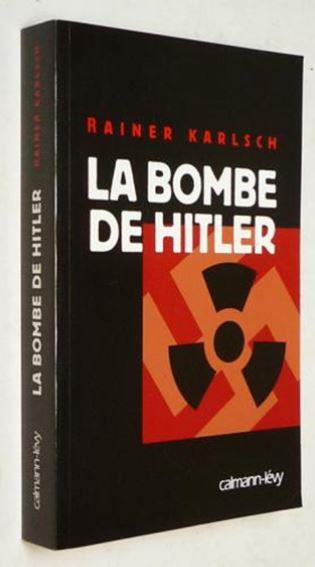 RAINER KARLSCH
LA BOMBE
DE HITLER
calmann-lévy
RAINER KARLSCH
LA BOMBE DE HITLER
calmann-lévy